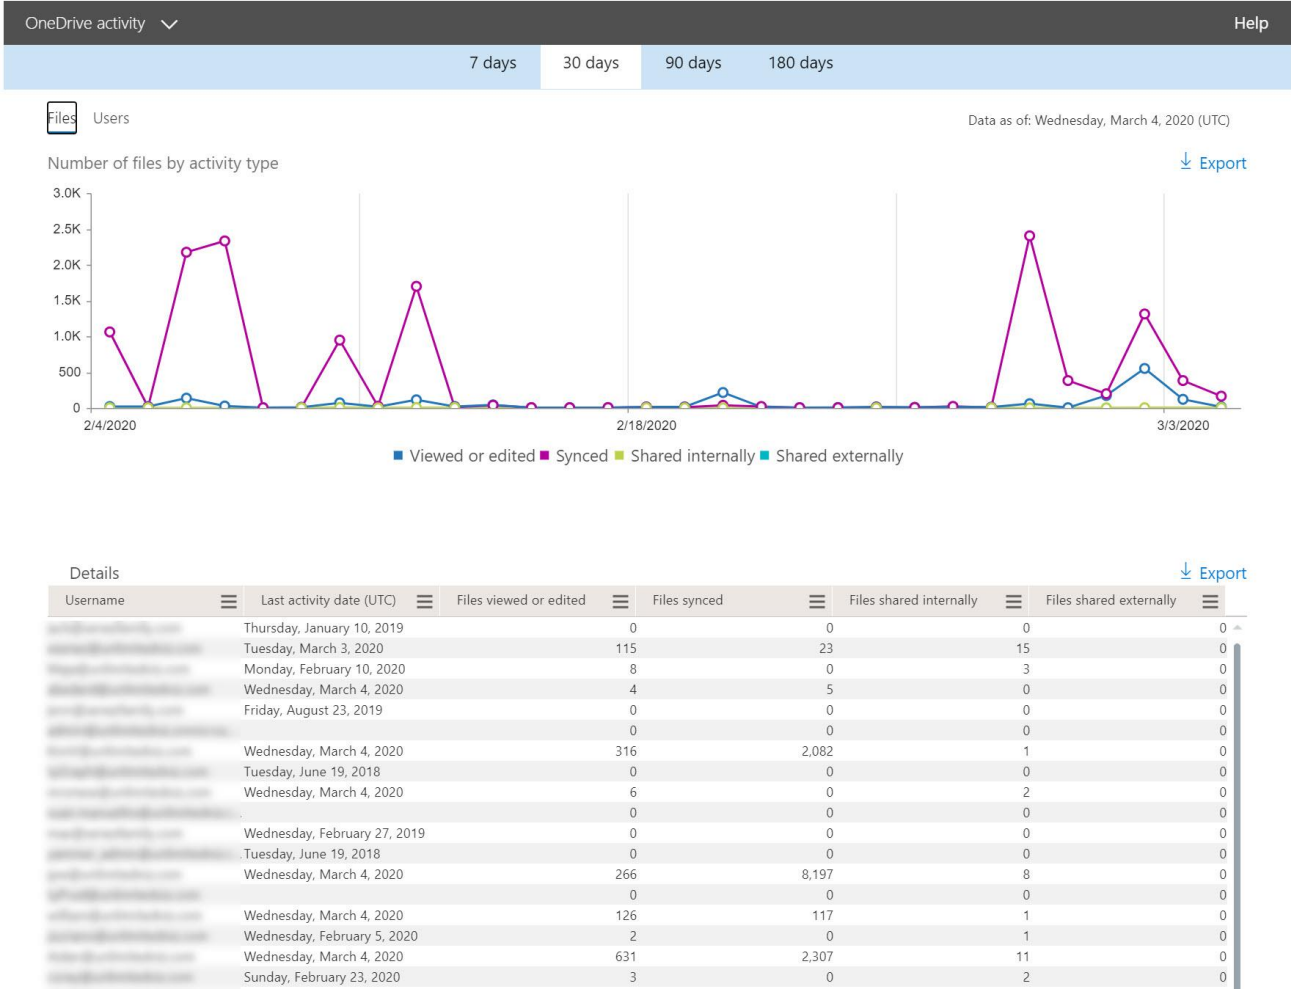 OneDrive activity Help
7 days 30 days 90 days 180 days
Files Users Data as of: Wednesday, March 4, 2020 (UTC)
Number of files by activity type Export
3.0K
2.5K
2.0K
1.5K
1.0K
500
0
2/4/2020 2/18/2020 3/3/2020
Viewed or edited Synced Shared internally Shared externally
Details Export
Username Last activity date (UTC) Files viewed or edited Files synced Files shared internally Files shared externally
Thursday, January 10, 2019 0 0 0 0
Tuesday, March 3, 2020 115 23 15 0
Monday, February 10, 2020 8 0 3 0
Wednesday, March 4, 2020 4 5 0 0
Friday, August 23, 2019 0 0 0 0
0 0 0 0
Wednesday, March 4, 2020 316 2,082 1 0
Tuesday, June 19, 2018 0 0 0 0
Wednesday, March 4, 2020 6 0 2 0
0 0 0 0
Wednesday, February 27, 2019 0 0 0 0
Tuesday, June 19, 2018 0 0 0 0
Wednesday, March 4, 2020 266 8,197 8 0
0 0 0 0
Wednesday, March 4, 2020 126 117 1 0
Wednesday, February 5, 2020 2 0 1 0
Wednesday, March 4, 2020 631 2,307 11 0
Sunday, February 23, 2020 3 0 2 0